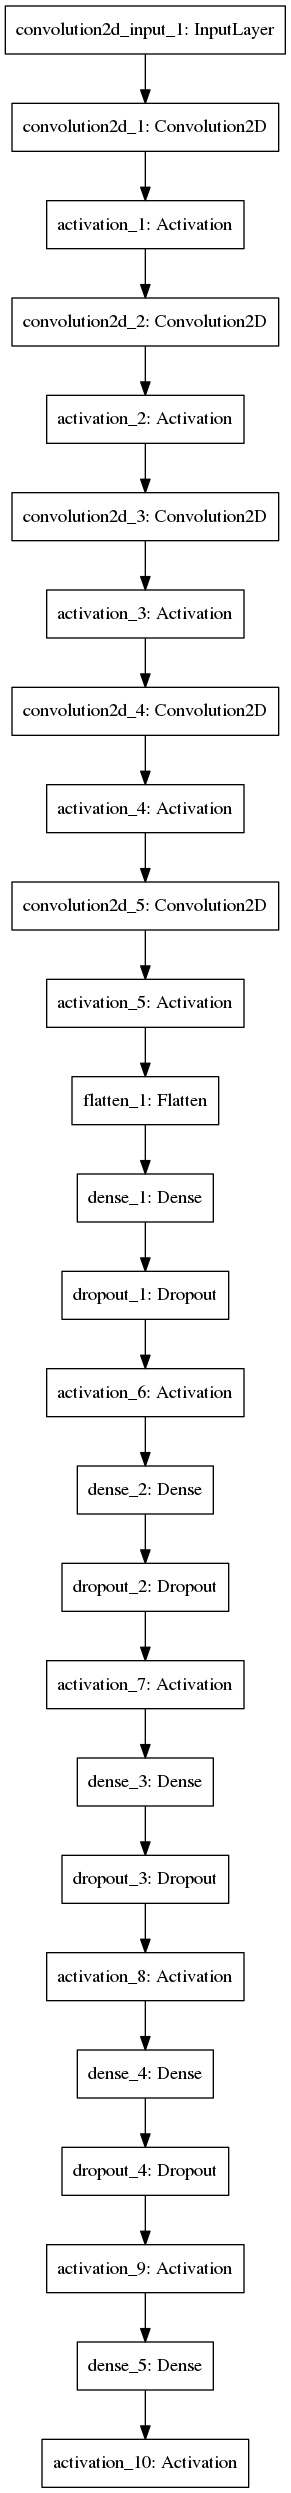 convolution2d_input_1: InputLayer
convolution2d_1: Convolution2D
activation_1: Activation
convolution2d_2: Convolution2D
activation_2: Activation
convolution2d_3: Convolution2D
activation_3: Activation
convolution2d_4: Convolution2D
activation_4: Activation
convolution2d_5: Convolution2D
activation_5: Activation
flatten_1: Flatten
dense_1: Dense
dropout_1: Dropout
activation_6: Activation
dense_2: Dense
dropout_2: Dropout
activation_7: Activation
dense_3: Dense
dropout_3: Dropout
activation_8: Activation
dense_4: Dense
dropout_4: Dropout
activation_9: Activation
dense_5: Dense
activation_10: Activation